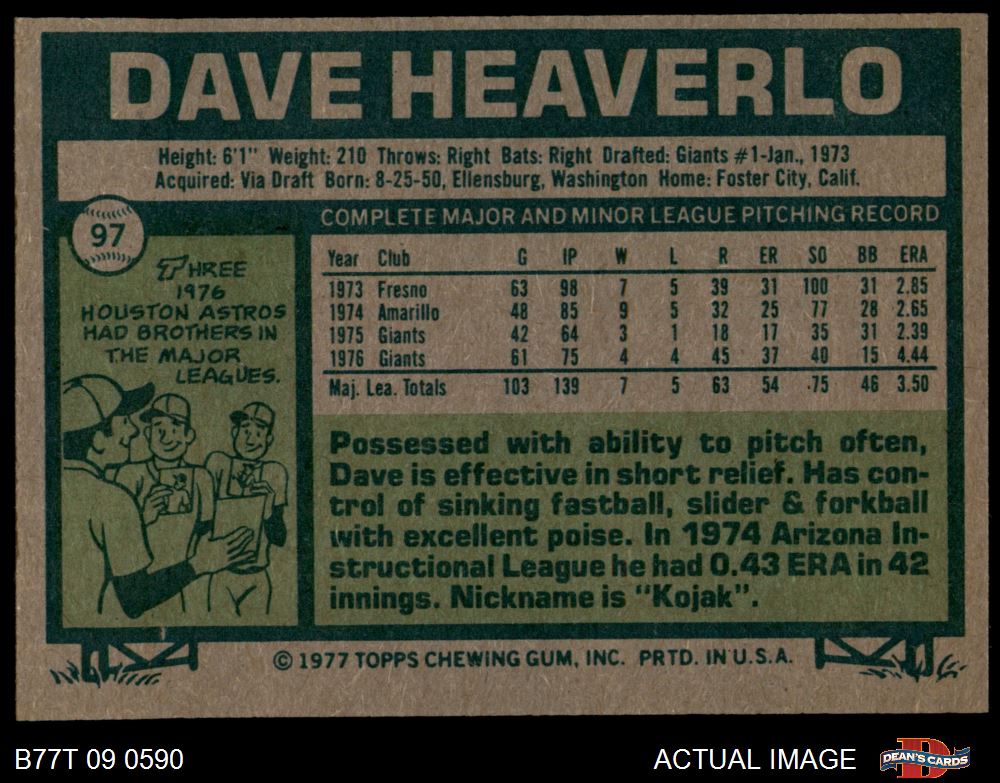 DAVE HEAVERLO
Height: 6'1" Weight: 210 Throws: Right Bats: Right Drafted: Giants #1-Jan., 1973
Acquired: Via Draft Born: 8-25-50, Ellensburg, Washington Home: Foster City, Calif.
97
THREE
1976
HOUSTON ASTROS
HAD BROTHERS IN
THE MAJOR
LEAGUES.
COMPLETE MAJOR AND MINOR LEAGUE PITCHING RECORD
Year Club G IP W L R ER SO BB ERA
1973 Fresno 63 98 7 5 39 31 100 31 2.85
1974 Amarillo 48 85 9 5 32 25 77 28 2.65
1975 Giants 42 64 3 1 18 17 35 31 2.39
1976 Giants 61 75 4 4 45 37 40 15 4.44
Maj. Lea. Totals 103 139 7 5 63 54 75 46 3.50
Possessed with ability to pitch often,
Dave is effective in short relief. Has con-
trol of sinking fastball, slider & forkball
with excellent poise. In 1974 Arizona In-
structional League he had 0.43 ERA in 42
innings. Nickname is "Kojak".
© 1977 TOPPS CHEWING GUM, INC. PRTD. IN U.S.A.
B77T 09 0590
ACTUAL IMAGE
DEAN'S CARDS